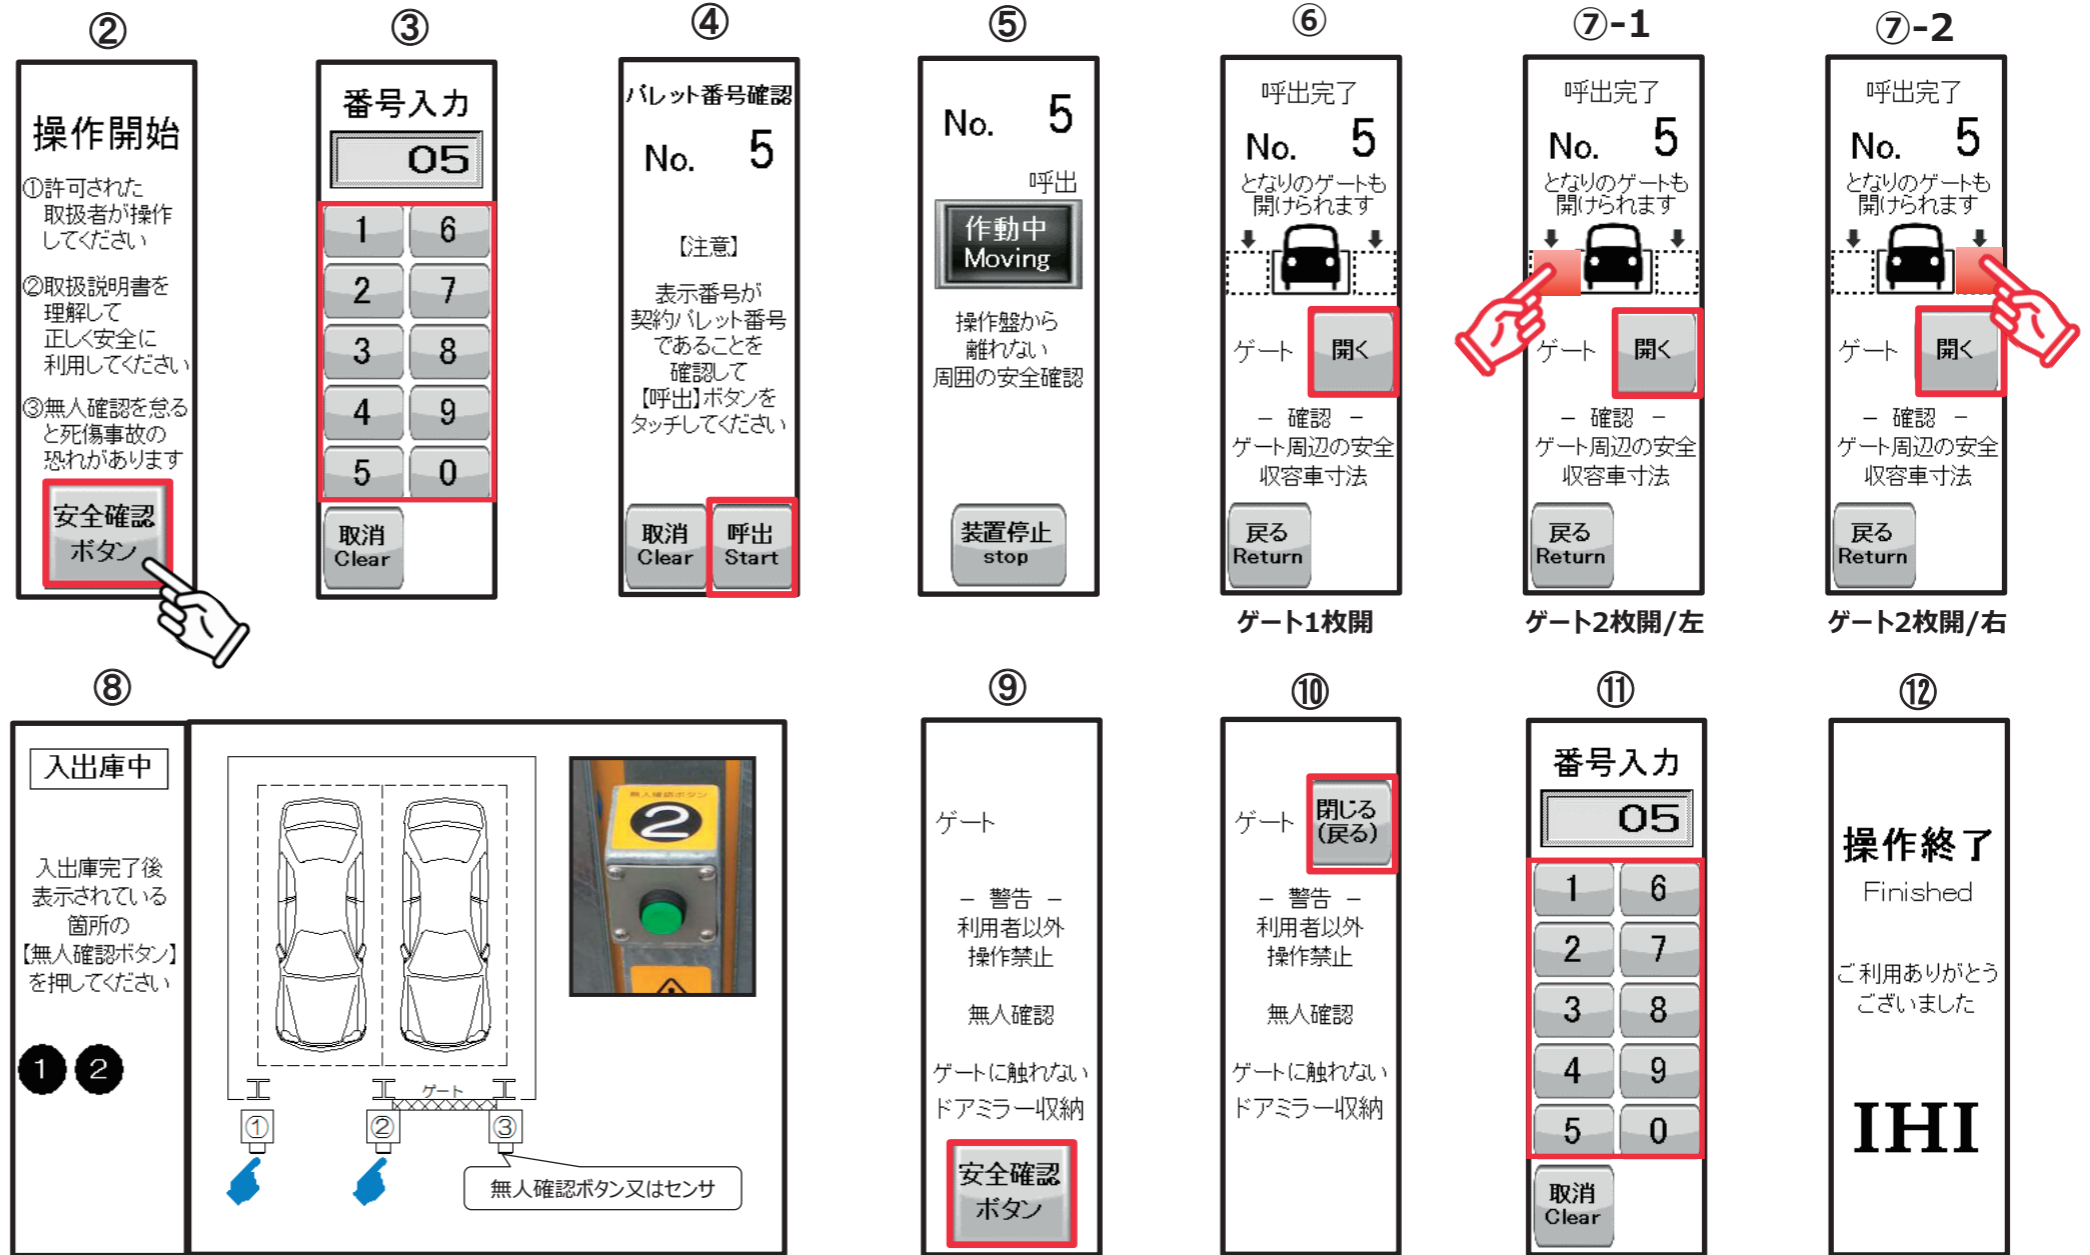 ②
操作開始
①許可された
取扱者が操作
してください
②取扱説明書を
理解して
正しく安全に
利用してください
③無人確認を怠る
と死傷事故の
恐れがあります
安全確認
ボタン
③
番号入力
05
1 6
2 7
3 8
4 9
5 0
取消
Clear
④
パレット番号確認
No. 5
【注意】
表示番号が
契約パレット番号
であることを
確認して
【呼出】ボタンを
タッチしてください
取消
Clear
呼出
Start
⑤
No. 5
呼出
作動中
Moving
操作盤から
離れない
周囲の安全確認
装置停止
stop
⑥
呼出完了
No. 5
となりのゲートも
開けられます
ゲート 開く
- 確認 -
ゲート周辺の安全
収容車寸法
戻る
Return
ゲート1枚開
⑦-1
呼出完了
No. 5
となりのゲートも
開けられます
ゲート 開く
- 確認 -
ゲート周辺の安全
収容車寸法
戻る
Return
ゲート2枚開/左
⑦-2
呼出完了
No. 5
となりのゲートも
開けられます
ゲート 開く
- 確認 -
ゲート周辺の安全
収容車寸法
戻る
Return
ゲート2枚開/右
⑧
入出庫中
入出庫完了後
表示されている
箇所の
【無人確認ボタン】
を押してください
1 2
ゲート
① ② ③
無人確認ボタン又はセンサ
無人確認ボタン
2
⑨
ゲート
- 警告 -
利用者以外
操作禁止
無人確認
ゲートに触れない
ドアミラー収納
安全確認
ボタン
⑩
ゲート
閉じる
(戻る)
- 警告 -
利用者以外
操作禁止
無人確認
ゲートに触れない
ドアミラー収納
⑪
番号入力
05
1 6
2 7
3 8
4 9
5 0
取消
Clear
⑫
操作終了
Finished
ご利用ありがとう
ございました
IHI